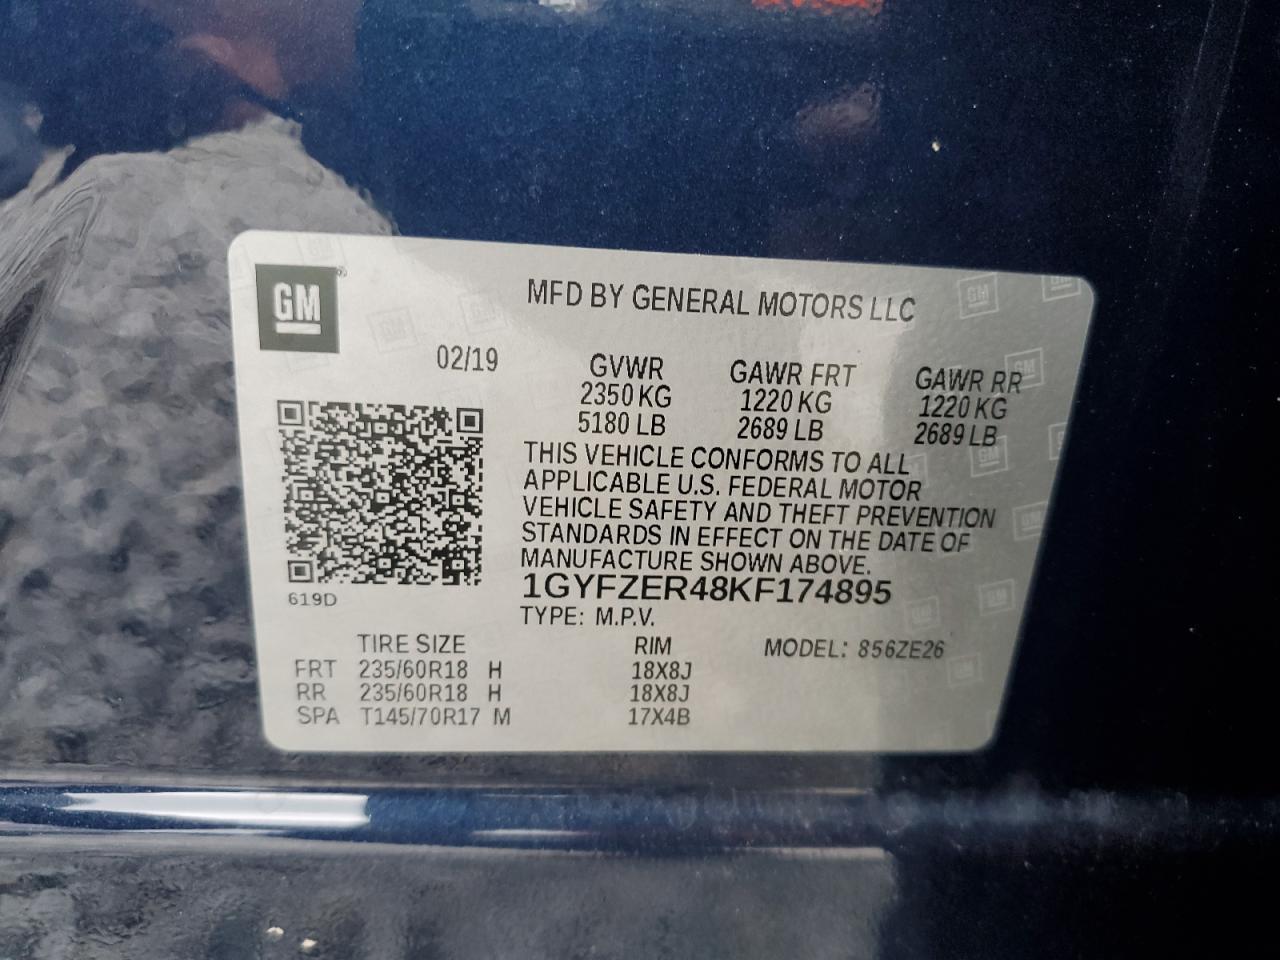 GM
MFD BY GENERAL MOTORS LLC
02/19
GVWR GAWR FRT GAWR RR
2350 KG 1220 KG 1220 KG
5180 LB 2689 LB 2689 LB
THIS VEHICLE CONFORMS TO ALL
APPLICABLE U.S. FEDERAL MOTOR
VEHICLE SAFETY AND THEFT PREVENTION
STANDARDS IN EFFECT ON THE DATE OF
MANUFACTURE SHOWN ABOVE.
1GYFZER48KF174895
619D
TYPE: M.P.V.
TIRE SIZE RIM MODEL: 856ZE26
FRT 235/60R18 H 18X8J
RR 235/60R18 H 18X8J
SPA T145/70R17 M 17X4B